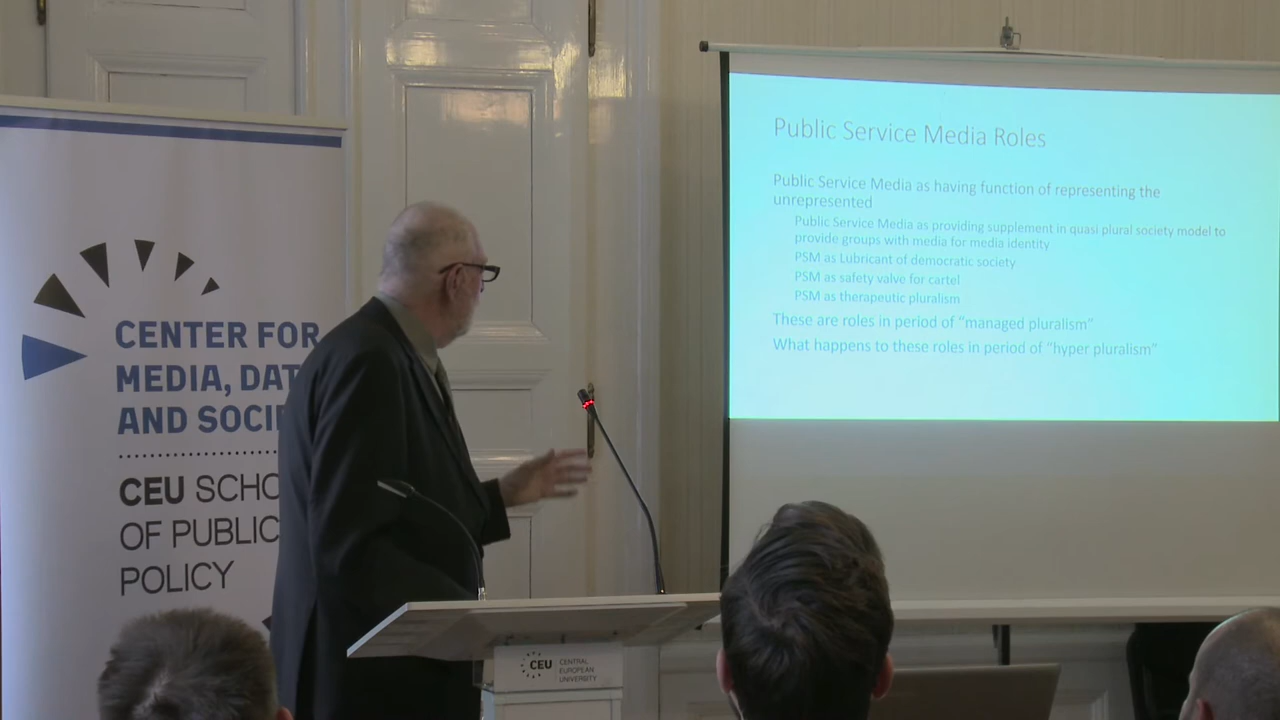 CENTER FOR
MEDIA, DAT
AND SOCI
CEU SCHO
OF PUBLIC
POLICY
Public Service Media Roles
Public Service Media as having function of representing the
unrepresented
Public Service Media as providing supplement in quasi plural society model to
provide groups with media for media identity
PSM as Lubricant of democratic society
PSM as safety valve for cartel
PSM as therapeutic pluralism
These are roles in period of "managed pluralism"
What happens to these roles in period of "hyper pluralism"
CEU
CENTRAL
EUROPEAN
UNIVERSITY